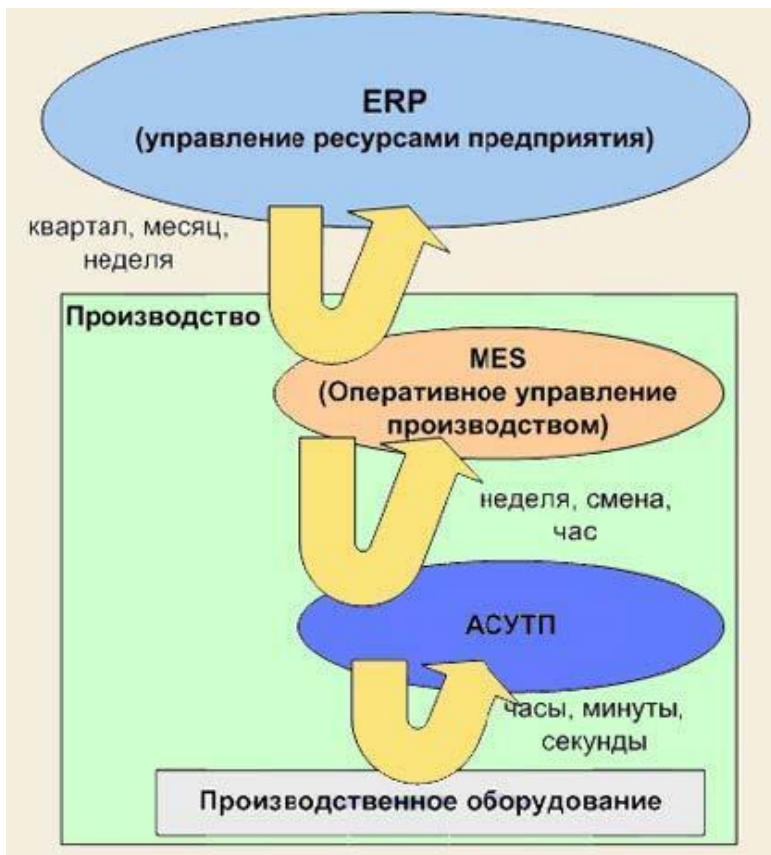 ERP
(управление ресурсами предприятия)
квартал, месяц,
неделя
Производство
MES
(Оперативное управление
производством)
неделя, смена,
час
АСУТП
часы, минуты,
секунды
Производственное оборудование